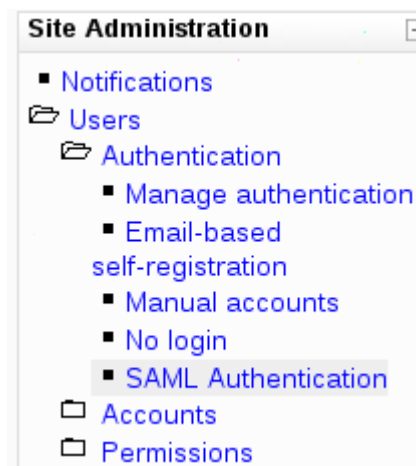 Site Administration
Notifications
Users
Authentication
Manage authentication
Email-based
self-registration
Manual accounts
No login
SAML Authentication
Accounts
Permissions